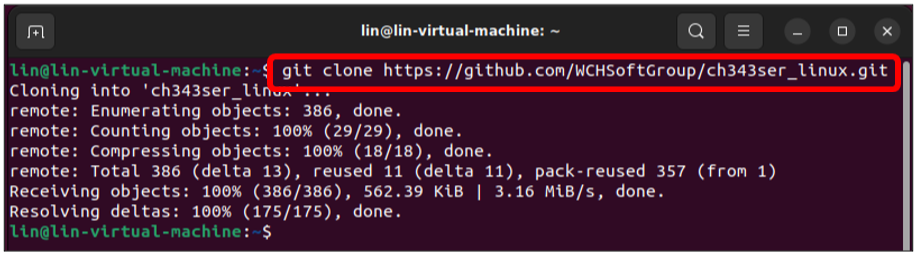 lin@lin-virtual-machine: ~
lin@lin-virtual-machine:~$ git clone https://github.com/WCHSoftGroup/ch343ser_linux.git
Cloning into 'ch343ser_linux'...
remote: Enumerating objects: 386, done.
remote: Counting objects: 100% (29/29), done.
remote: Compressing objects: 100% (18/18), done.
remote: Total 386 (delta 13), reused 11 (delta 11), pack-reused 357 (from 1)
Receiving objects: 100% (386/386), 562.39 KiB | 3.16 MiB/s, done.
Resolving deltas: 100% (175/175), done.
lin@lin-virtual-machine:~$